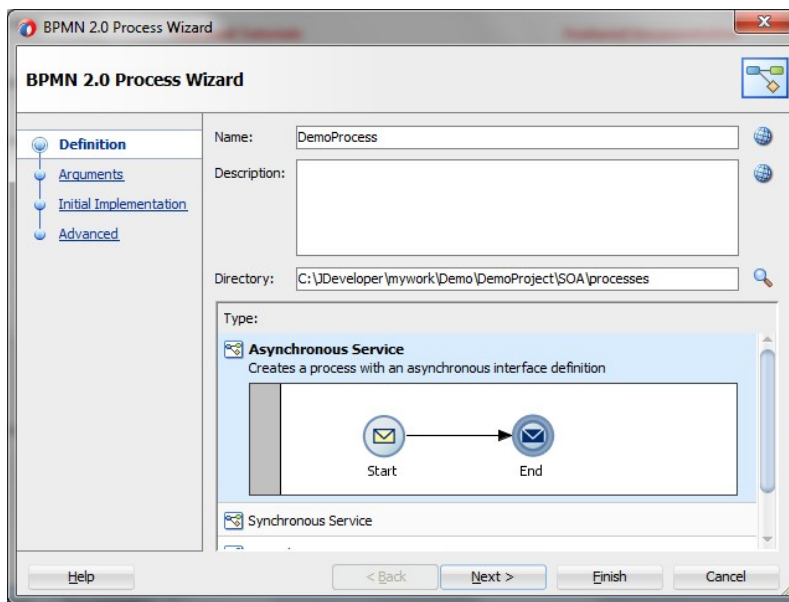 BPMN 2.0 Process Wizard
BPMN 2.0 Process Wizard
Definition
Arguments
Initial Implementation
Advanced
Name: DemoProcess
Description:
Directory: C:\JDeveloper\mywork\Demo\DemoProject\SOA\processes
Type:
Asynchronous Service
Creates a process with an asynchronous interface definition
Start End
Synchronous Service
Help < Back Next > Finish Cancel